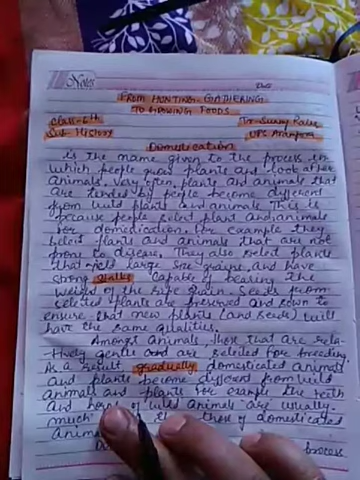 Notes
Date
FROM HUNTING-GATHERING
TO GROWING FOODS
Class-6th
Sub-History
UPS
Domestication
Is the name given to the process in
which people grow plants and look after
animals. Very often, plants and animals that
are tended by people become different
from wild plants and animals. This is
because people select plant and animals
for domestication. For example they
select plants and animals that are not
prone to disease. They also select plants
that yield large size grains, and have
strong stalks capable of bearing the
weight of the ripe grain. Seeds from
selected plants are preserved and sown to
ensure that new plants (and seeds) will
have the same qualities.
Amongst animals, those that are rela-
tively gentle are selected for breeding.
As a result gradually domesticated animals
and plants become different from wild
animals and plants for example the teeth
and horns of wild animals are usually
much those of domesticated
anima
process